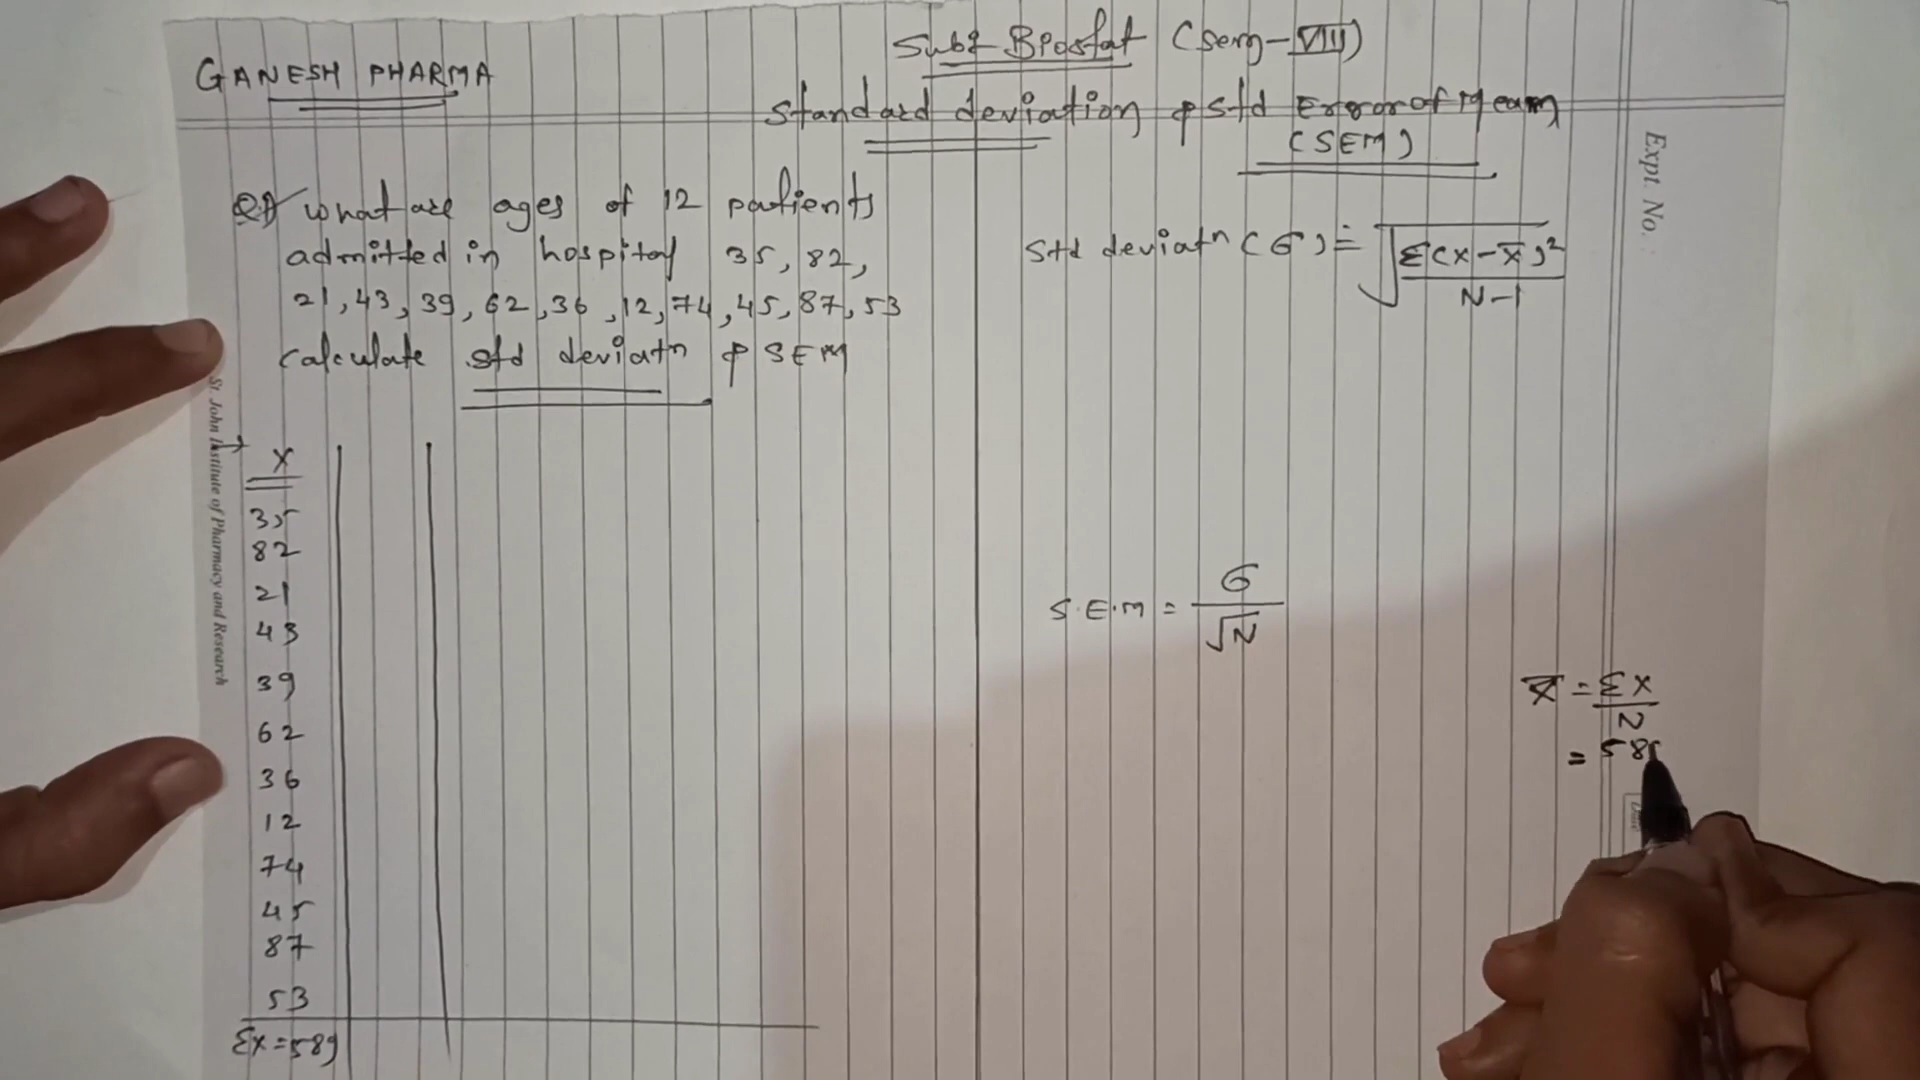 GANESH PHARMA
Sub:- Biostat (Sem-VIII)
Standard deviation & Std Error of Mean
(SEM)
Expt. No. :
Q1) What are ages of 12 patients
admitted in hospital 35, 82,
21, 43, 39, 62, 36, 12, 74, 45, 87, 53
Calculate std deviatn & SEM
Std deviatn (σ) = √Σ(x-x̄)²
N-1
St. John Institute of Pharmacy and Research
X
35
82
21
43
39
62
36
12
74
45
87
53
Σx = 589
S.E.M = σ
√N
x̄ = Σx
N
= 58